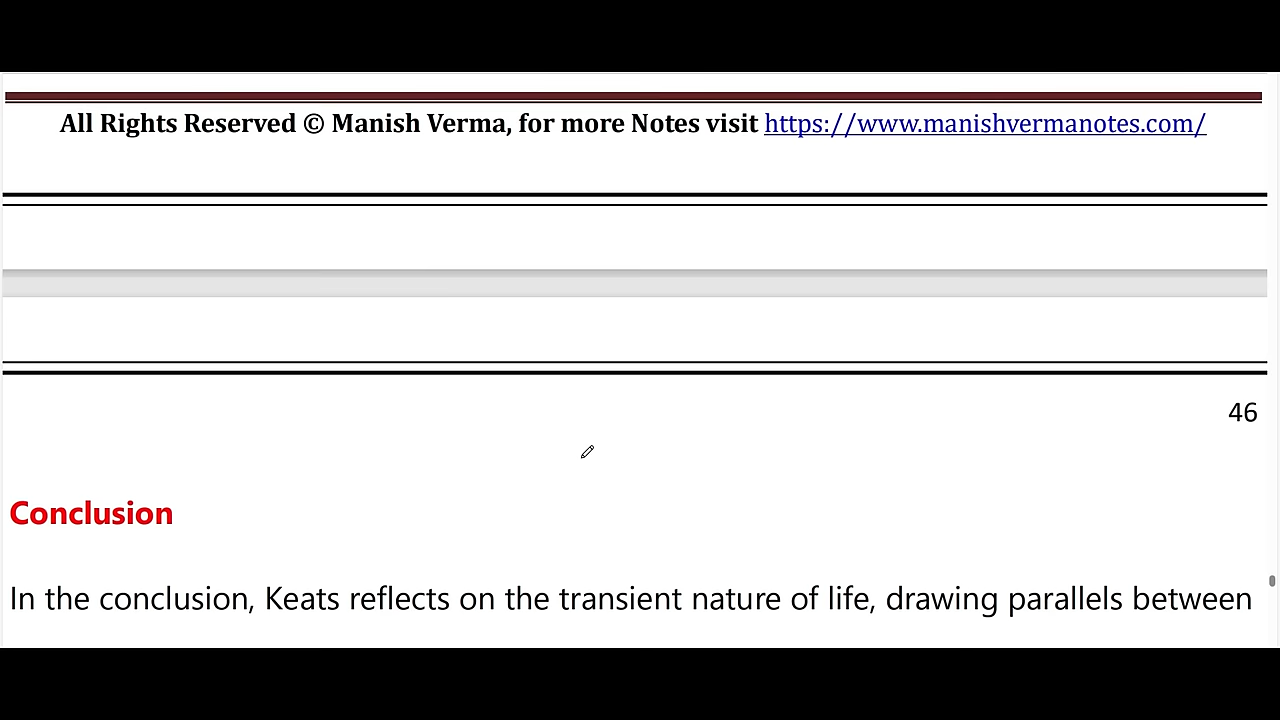 All Rights Reserved © Manish Verma, for more Notes visit https://www.manishvermanotes.com/
46
Conclusion
In the conclusion, Keats reflects on the transient nature of life, drawing parallels between